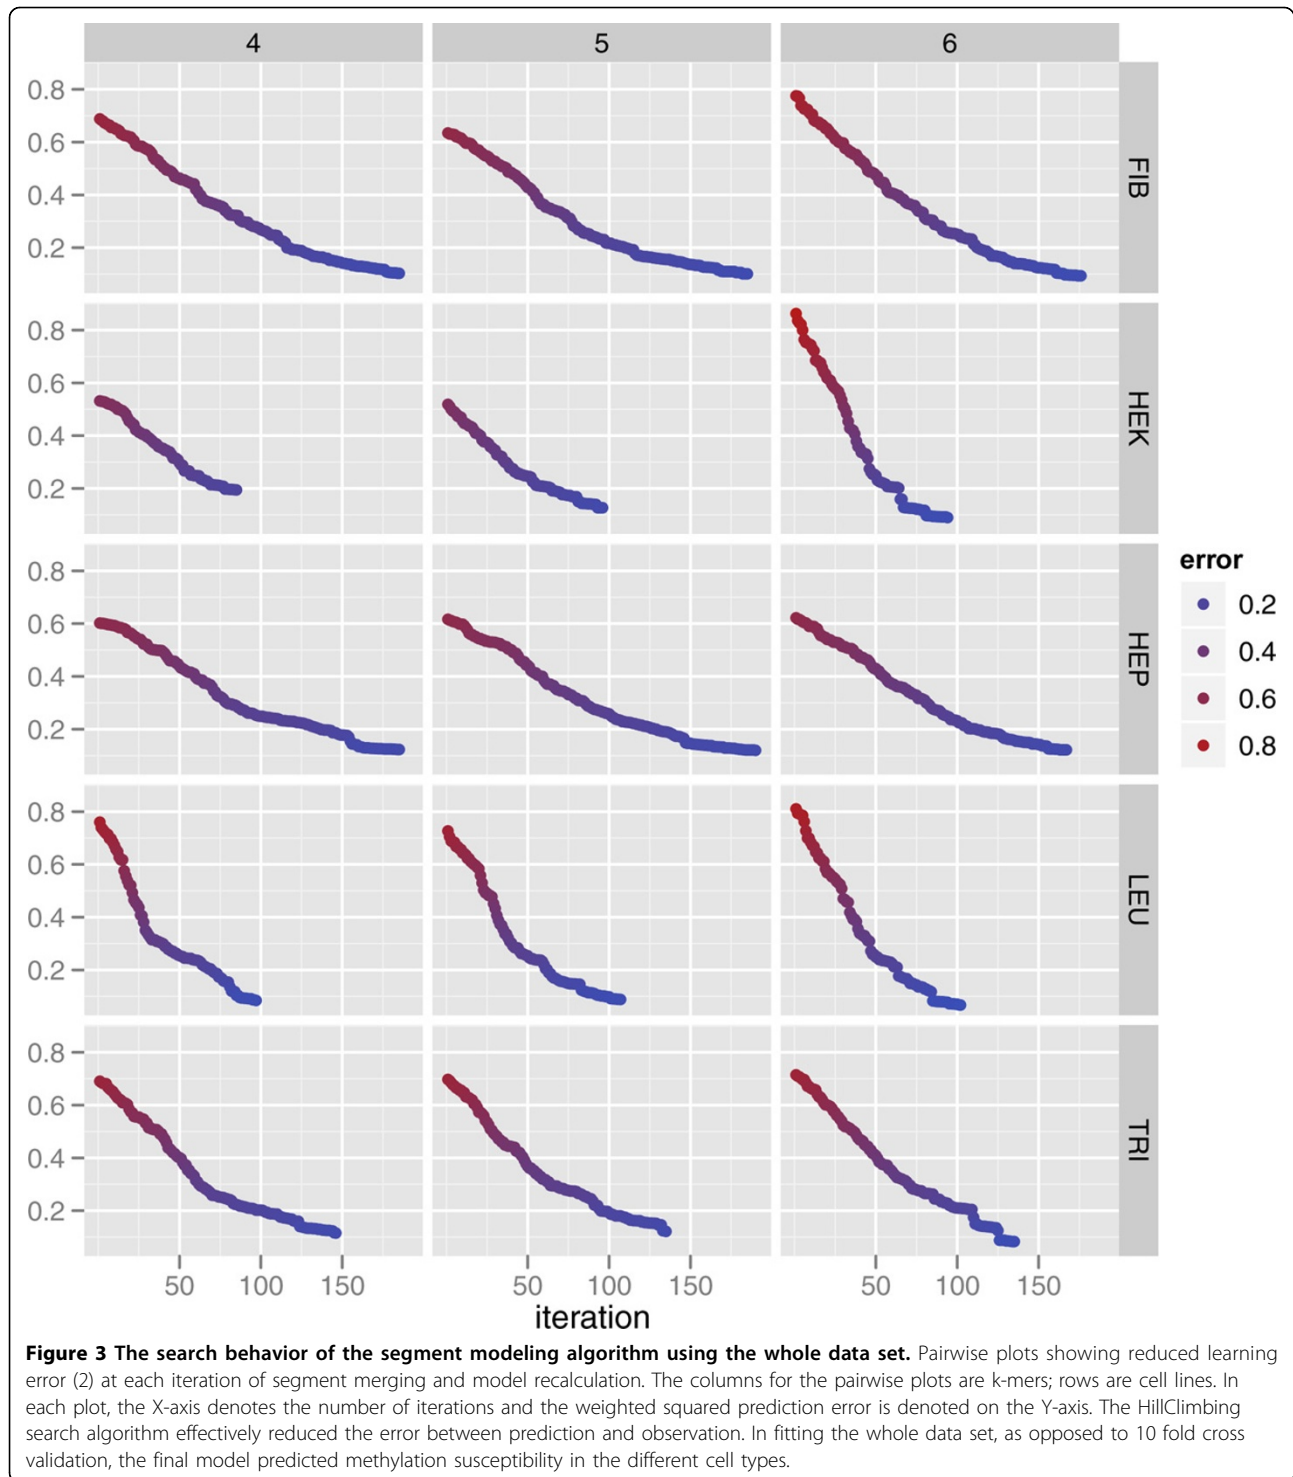 4 5 6
0.8
0.6
0.4
0.2
FIB
0.8
0.6
0.4
0.2
HEK
0.8
0.6
0.4
0.2
HEP
0.8
0.6
0.4
0.2
LEU
0.8
0.6
0.4
0.2
TRI
50 100 150 50 100 150 50 100 150
iteration
error
0.2
0.4
0.6
0.8
Figure 3 The search behavior of the segment modeling algorithm using the whole data set. Pairwise plots showing reduced learning
error (2) at each iteration of segment merging and model recalculation. The columns for the pairwise plots are k-mers; rows are cell lines. In
each plot, the X-axis denotes the number of iterations and the weighted squared prediction error is denoted on the Y-axis. The HillClimbing
search algorithm effectively reduced the error between prediction and observation. In fitting the whole data set, as opposed to 10 fold cross
validation, the final model predicted methylation susceptibility in the different cell types.